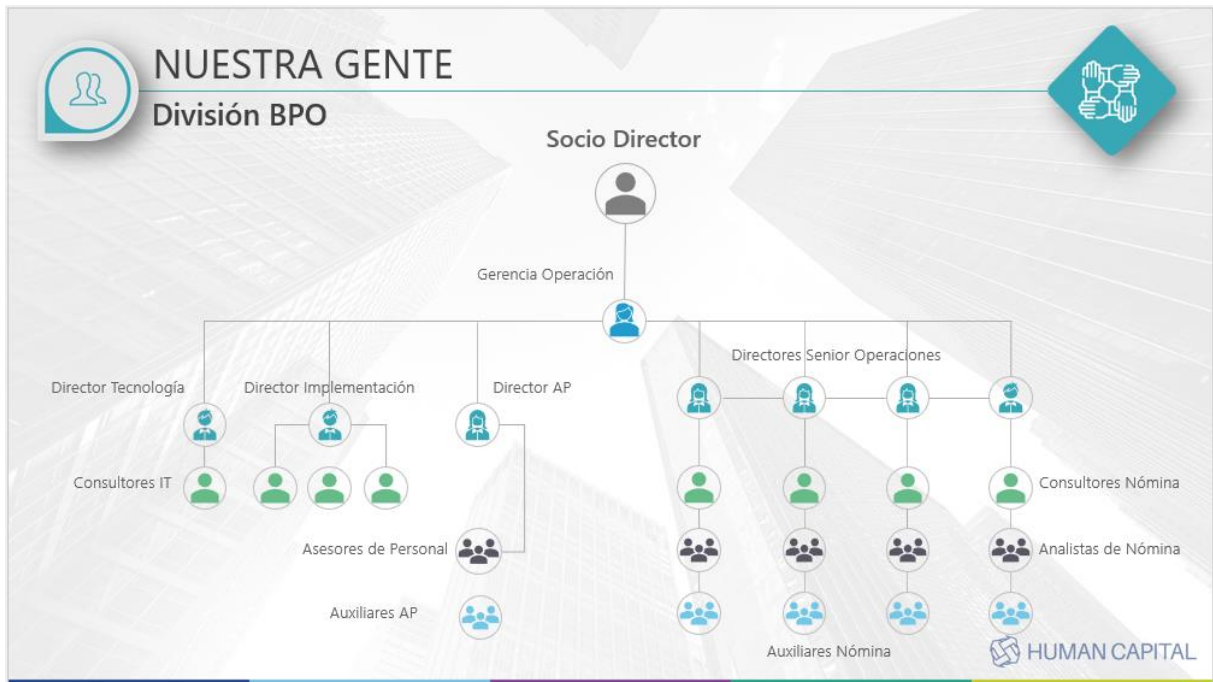 NUESTRA GENTE
División BPO
Socio Director
Gerencia Operación
Directores Senior Operaciones
Director Tecnología
Director Implementación
Director AP
Consultores IT
Consultores Nómina
Asesores de Personal
Analistas de Nómina
Auxiliares AP
Auxiliares Nómina
HUMAN CAPITAL